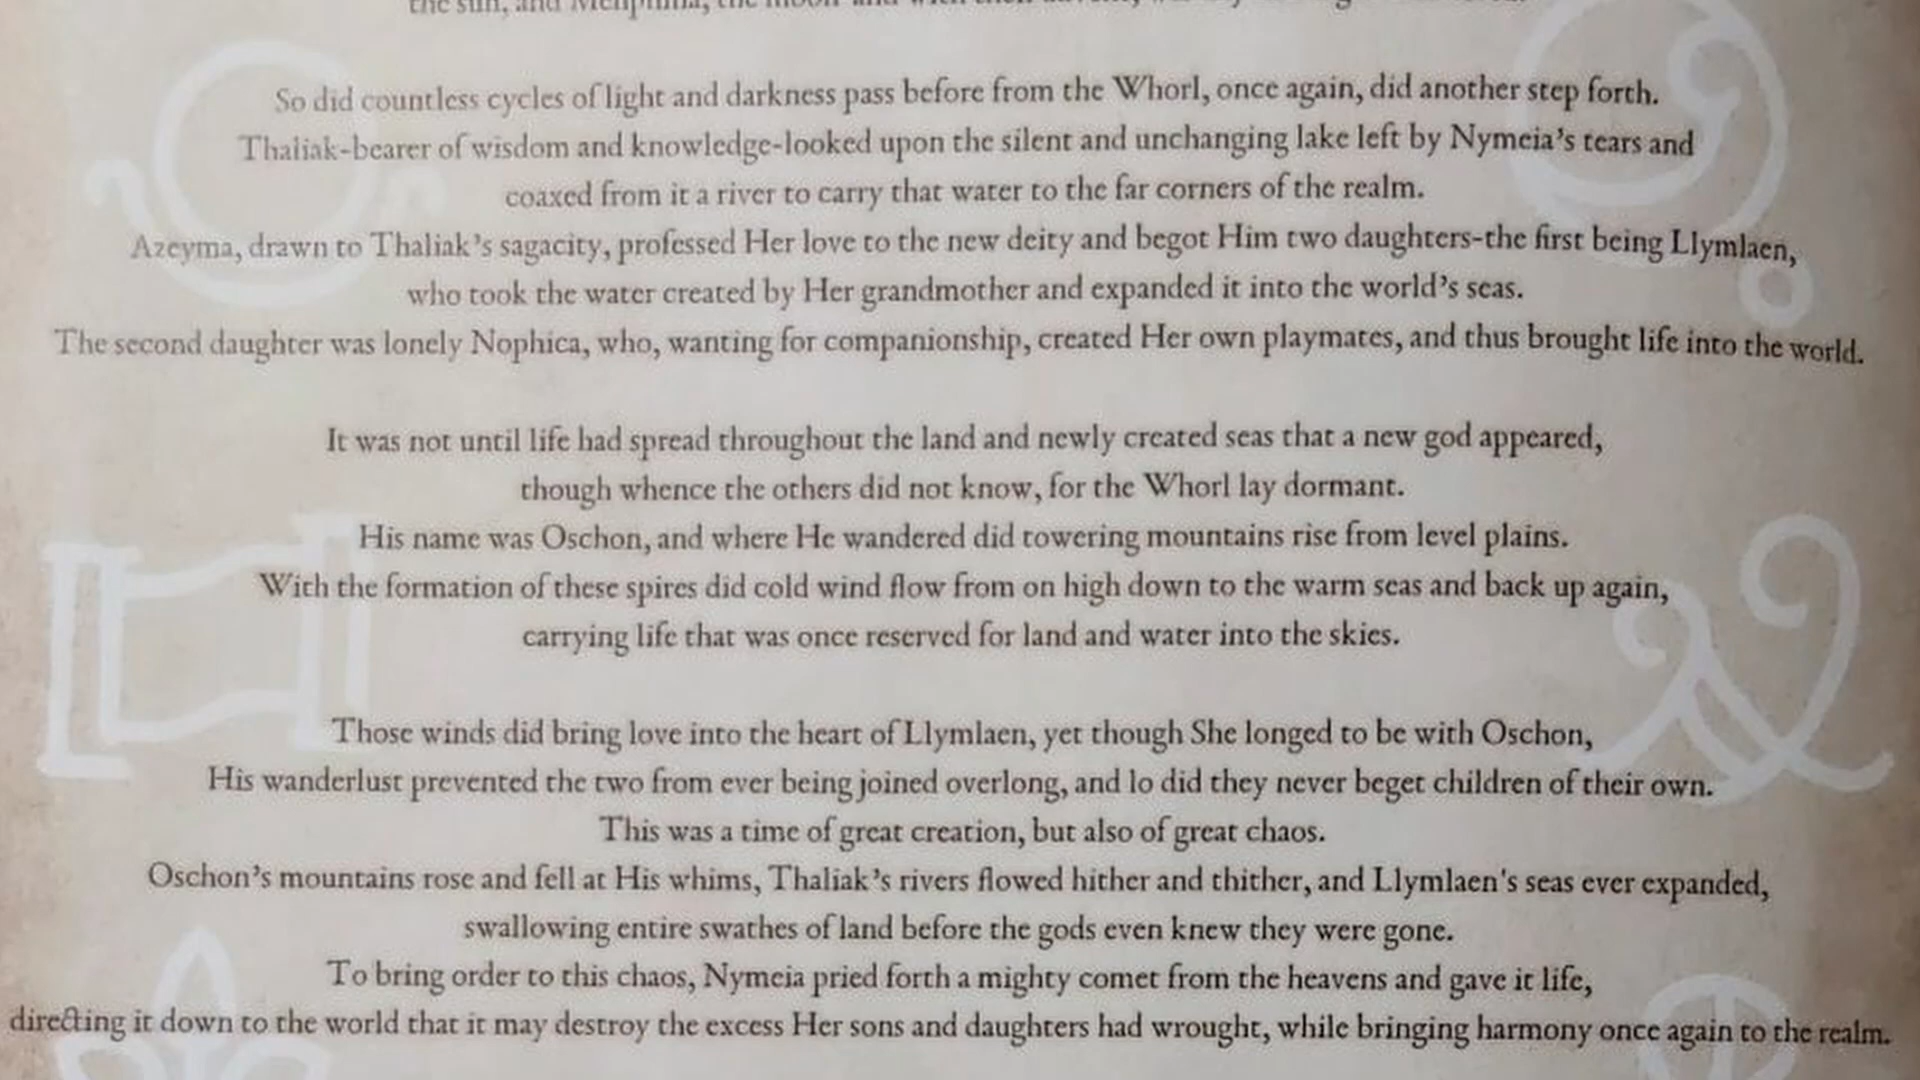 the sun, and Menphina, the moon-and with their
So did countless cycles of light and darkness pass before from the Whorl, once again, did another step forth.
Thaliak-bearer of wisdom and knowledge-looked upon the silent and unchanging lake left by Nymeia's tears and
coaxed from it a river to carry that water to the far corners of the realm.
Azeyma, drawn to Thaliak's sagacity, professed Her love to the new deity and begot Him two daughters-the first being Llymlaen,
who took the water created by Her grandmother and expanded it into the world's seas.
The second daughter was lonely Nophica, who, wanting for companionship, created Her own playmates, and thus brought life into the world.
It was not until life had spread throughout the land and newly created seas that a new god appeared,
though whence the others did not know, for the Whorl lay dormant.
His name was Oschon, and where He wandered did towering mountains rise from level plains.
With the formation of these spires did cold wind flow from on high down to the warm seas and back up again,
carrying life that was once reserved for land and water into the skies.
Those winds did bring love into the heart of Llymlaen, yet though She longed to be with Oschon,
His wanderlust prevented the two from ever being joined overlong, and lo did they never beget children of their own.
This was a time of great creation, but also of great chaos.
Oschon's mountains rose and fell at His whims, Thaliak's rivers flowed hither and thither, and Llymlaen's seas ever expanded,
swallowing entire swathes of land before the gods even knew they were gone.
To bring order to this chaos, Nymeia pried forth a mighty comet from the heavens and gave it life,
directing it down to the world that it may destroy the excess Her sons and daughters had wrought, while bringing harmony once again to the realm.